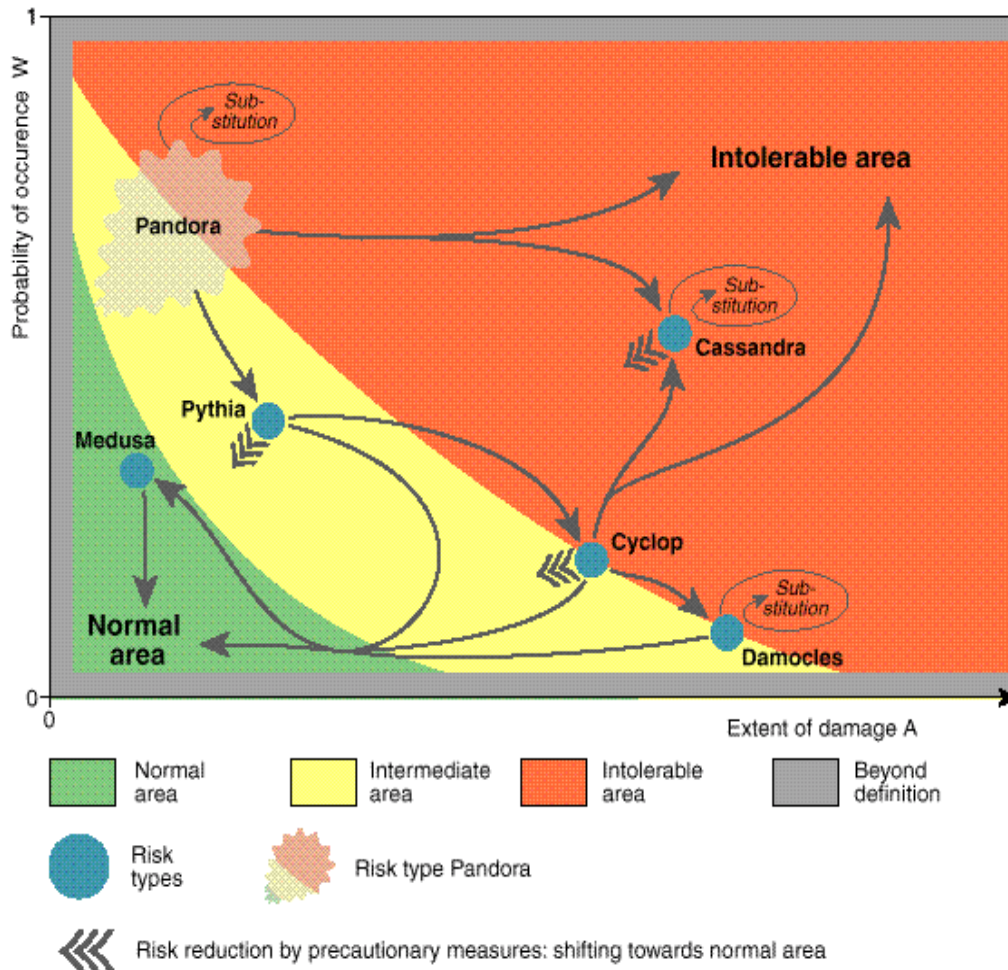 1
Probability of occurence W
Sub-
stitution
Intolerable area
Pandora
Sub-
stitution
Cassandra
Pythia
Medusa
Cyclop
Normal
area
Sub-
stitution
Damocles
0
0
Extent of damage A
Normal
area
Intermediate
area
Intolerable
area
Beyond
definition
Risk
types
Risk type Pandora
Risk reduction by precautionary measures: shifting towards normal area